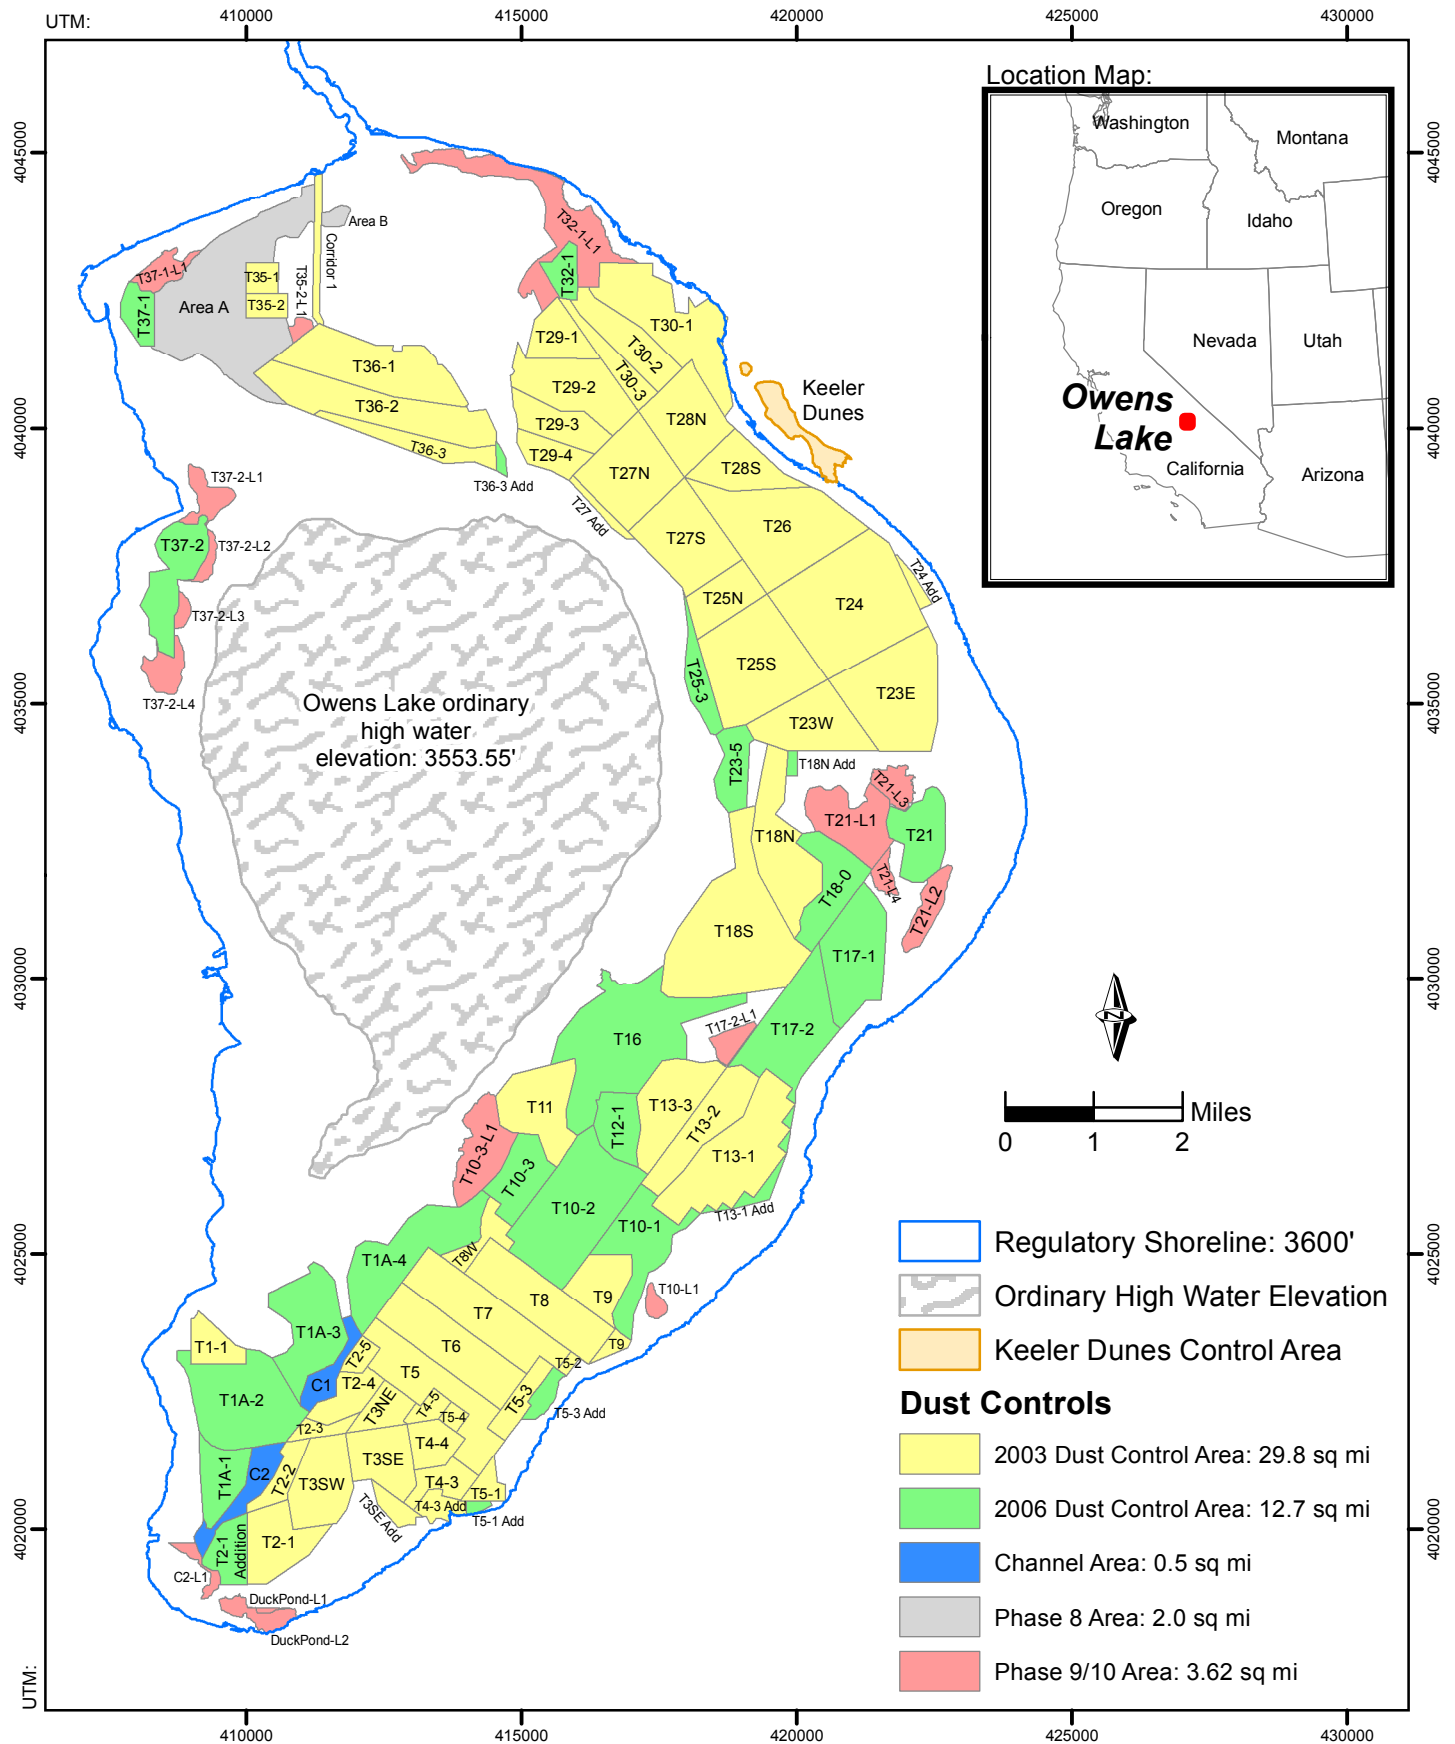 UTM:
410000
415000
420000
425000
430000
Location Map:
Washington
Montana
Oregon
Idaho
Nevada
Utah
Owens
Lake
California
Arizona
4045000
4045000
4040000
4040000
4035000
4035000
4030000
4030000
4025000
4025000
4020000
4020000
Area B
Corridor 1
T32-1-L1
T37-1-L1
T35-1
T35-2-L1
T32-1
T37-1
Area A
T35-2
T30-1
T29-1
T30-2
T36-1
T30-3
T29-2
Keeler
Dunes
T36-2
T28N
T29-3
T36-3
T29-4
T28S
T27N
T37-2-L1
T36-3 Add
T27 Add
T26
T27S
T37-2
T37-2-L2
T24 Add
T25N
T24
T37-2-L3
T25S
T25-3
T23E
T37-2-L4
Owens Lake ordinary
high water
elevation: 3553.55'
T23W
T23-5
T18N Add
T21-L3
T21-L1
T18N
T21
T18-0
T21-L4
T21-L2
T18S
T17-1
T17-2-L1
T17-2
T16
N
T11
T13-3
T13-2
T12-1
T10-3-L1
T13-1
T10-3
T10-2
T13-1 Add
T10-1
Miles
0
1
2
T8W
T1A-4
T10-L1
T8
T9
T7
T1A-3
T6
T9
T1-1
T2-5
T5-2
T5
C1
T2-4
T5-3
T1A-2
T3NE
T4-5
T5-4
T5-3 Add
T2-3
T4-4
T3SE
C2
T1A-1
T2-2
T3SW
T4-3
T5-1
T4-3 Add
T3SE Add
T5-1 Add
T2-1
Addition
T2-1
C2-L1
DuckPond-L1
DuckPond-L2
Regulatory Shoreline: 3600'
Ordinary High Water Elevation
Keeler Dunes Control Area
Dust Controls
2003 Dust Control Area: 29.8 sq mi
2006 Dust Control Area: 12.7 sq mi
Channel Area: 0.5 sq mi
Phase 8 Area: 2.0 sq mi
Phase 9/10 Area: 3.62 sq mi
UTM:
410000
415000
420000
425000
430000